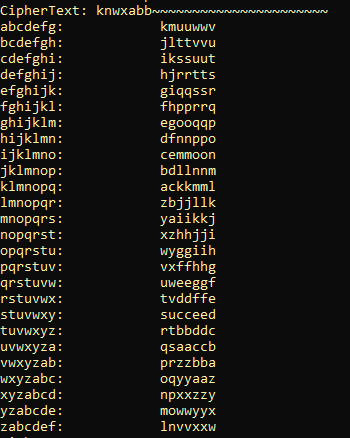 CipherText: knwxabb~~~~~~~~~~~~~~~~~~~~~~
abcdefg: kmuuwwv
bcdefgh: jlttvvu
cdefghi: ikssuut
defghij: hjrrtts
efghijk: giqqssr
fghijkl: fhpprrq
ghijklm: egooqqp
hijklmn: dfnnppo
ijklmno: cemmoon
jklmnop: bdllnnm
klmnopq: ackkmml
lmnopqr: zbjjllk
mnopqrs: yaiikkj
nopqrst: xzhhjji
opqrstu: wyggiih
pqrstuv: vxffhhg
qrstuvw: uweeggf
rstuvwx: tvddffe
stuvwxy: succeed
tuvwxyz: rtbbddc
uvwxyza: qsaaccb
vwxyzab: przzbba
wxyzabc: oqyyaaz
xyzabcd: npxxzzy
yzabcde: mowwyyx
zabcdef: lnvvxxw